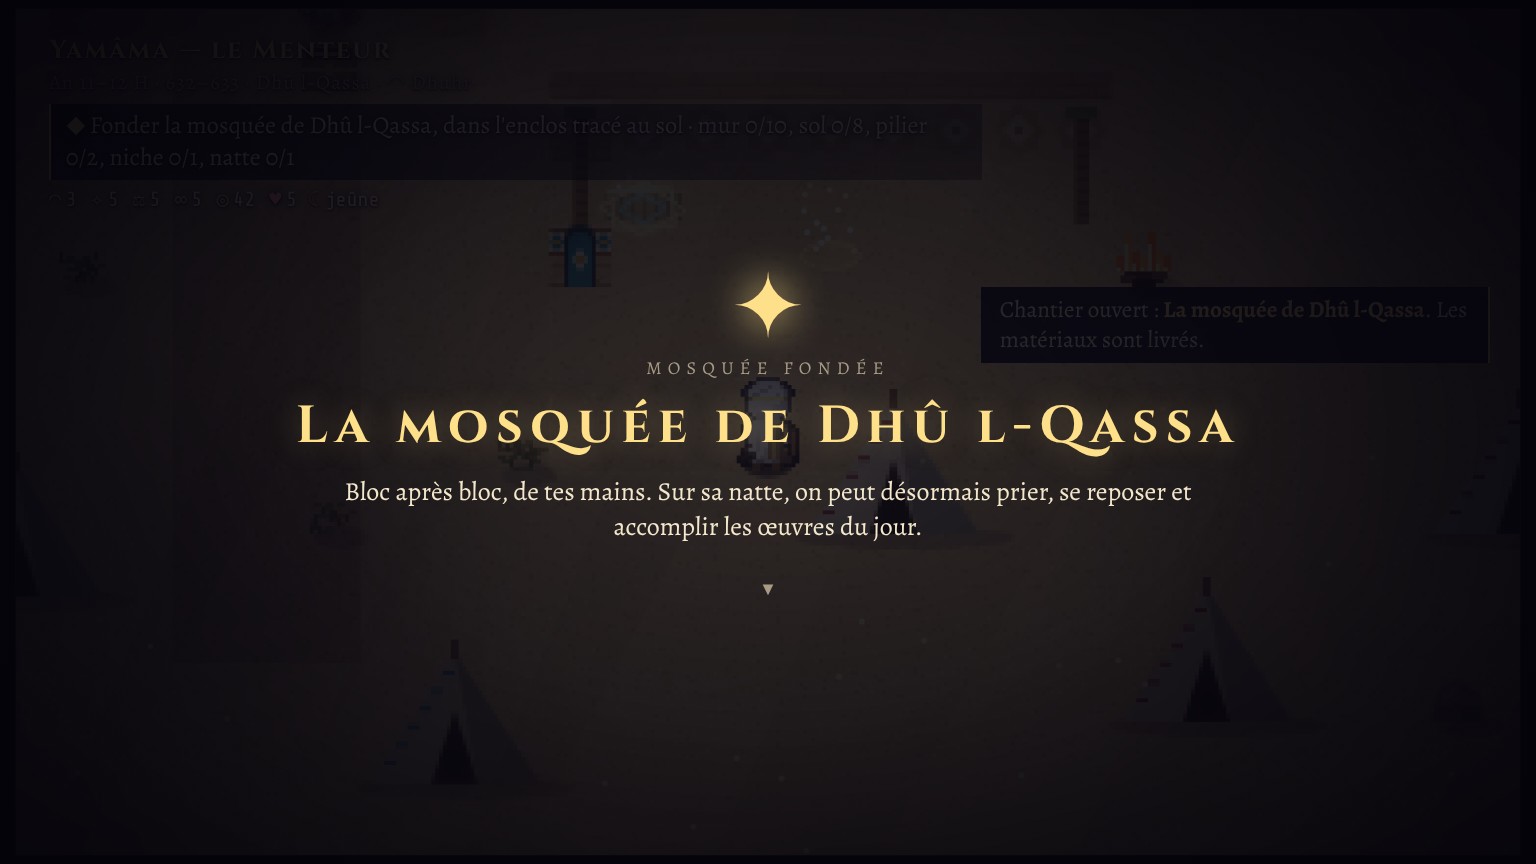 Yamâma — le Menteur
◆ Fonder la mosquée de Dhû l-Qassa, dans l'enclos tracé au sol · mur 0/10, sol 0/8, pilier
0/2, niche 0/1, natte 0/1
3 5 5 5 42 ♥5 jeûne
Chantier ouvert : La mosquée de Dhû l-Qassa. Les
matériaux sont livrés.
MOSQUÉE FONDÉE
La mosquée de Dhû l-Qassa
Bloc après bloc, de tes mains. Sur sa natte, on peut désormais prier, se reposer et
accomplir les œuvres du jour.
▼